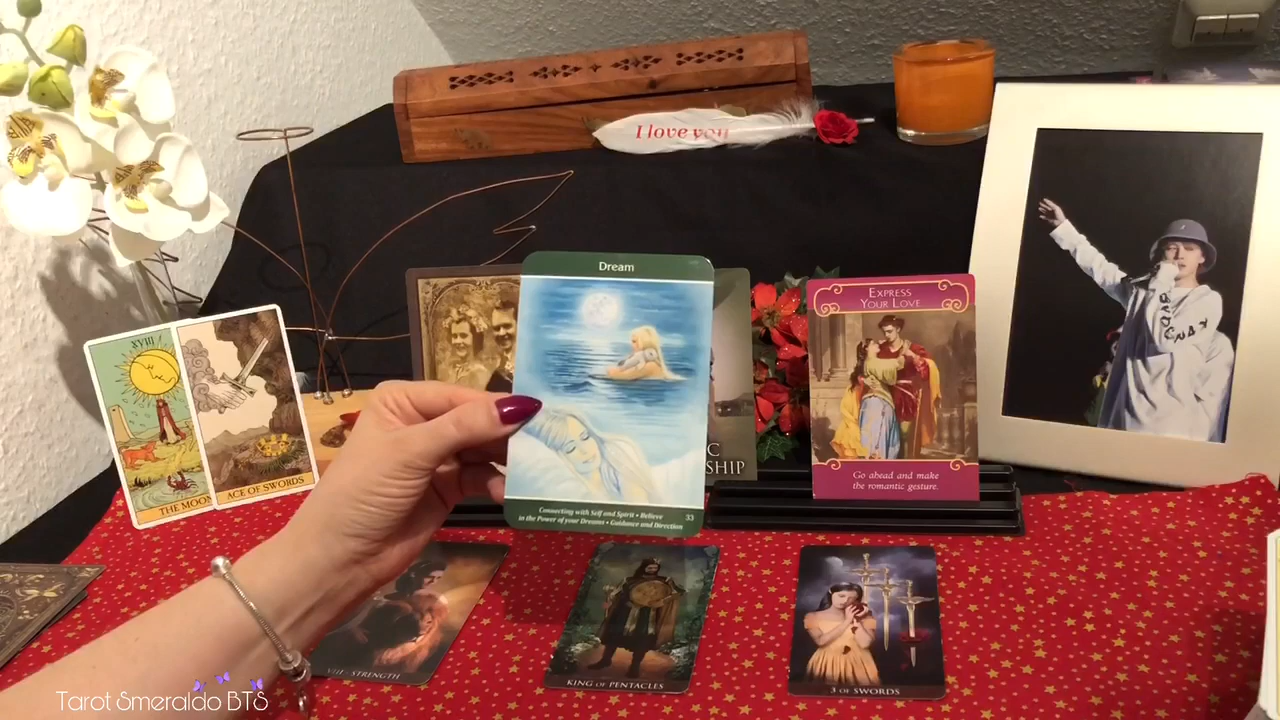 I love you
Dream
EXPRESS
YOUR LOVE
XVIII
THE MOON
ACE OF SWORDS
SHIP
Go ahead and make
the romantic gesture.
Connecting with Self and Spirit • Believe
in the Power of your Dreams • Guidance and Direction
33
VIII - STRENGTH
KING OF PENTACLES
3 OF SWORDS
Tarot Smeraldo BTS